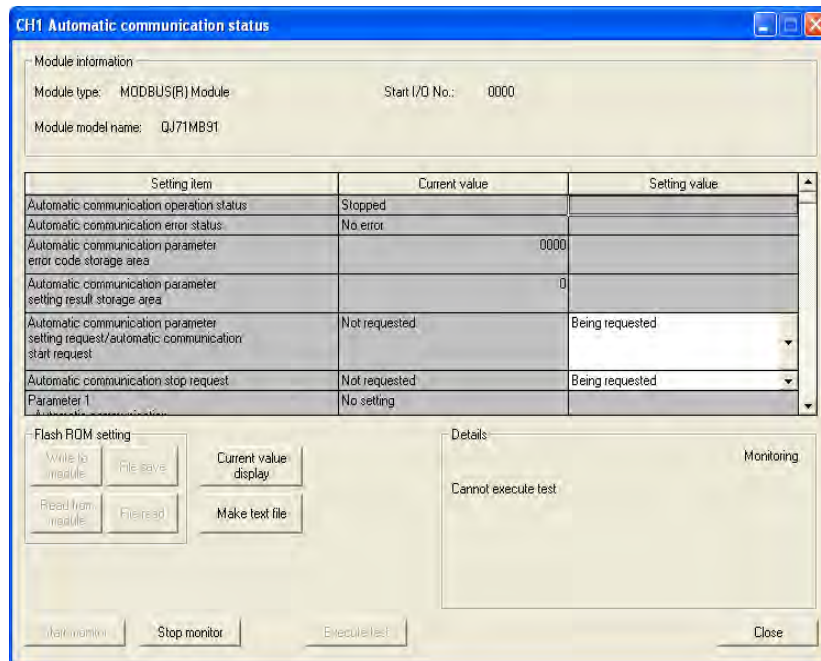 CH1 Automatic communication status
Module information
Module type: MODBUS(R) Module Start I/O No.: 0000
Module model name: QJ71MB91
Setting item Current value Setting value
Automatic communication operation status Stopped
Automatic communication error status No error
Automatic communication parameter 0000
error code storage area
Automatic communication parameter 0
setting result storage area
Automatic communication parameter Not requested Being requested
setting request/automatic communication
start request
Automatic communication stop request Not requested Being requested
Parameter 1 No setting
Flash ROM setting
Write to
module
File save
Current value
display
Read from
module
File read
Make text file
Details
Monitoring
Cannot execute test
Start monitor Stop monitor Execute test Close